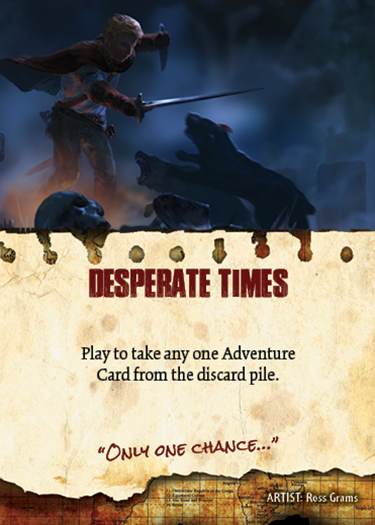 DESPERATE TIMES
Play to take any one Adventure
Card from the discard pile.
"ONLY ONE CHANCE..."
ARTIST: Ross Grams